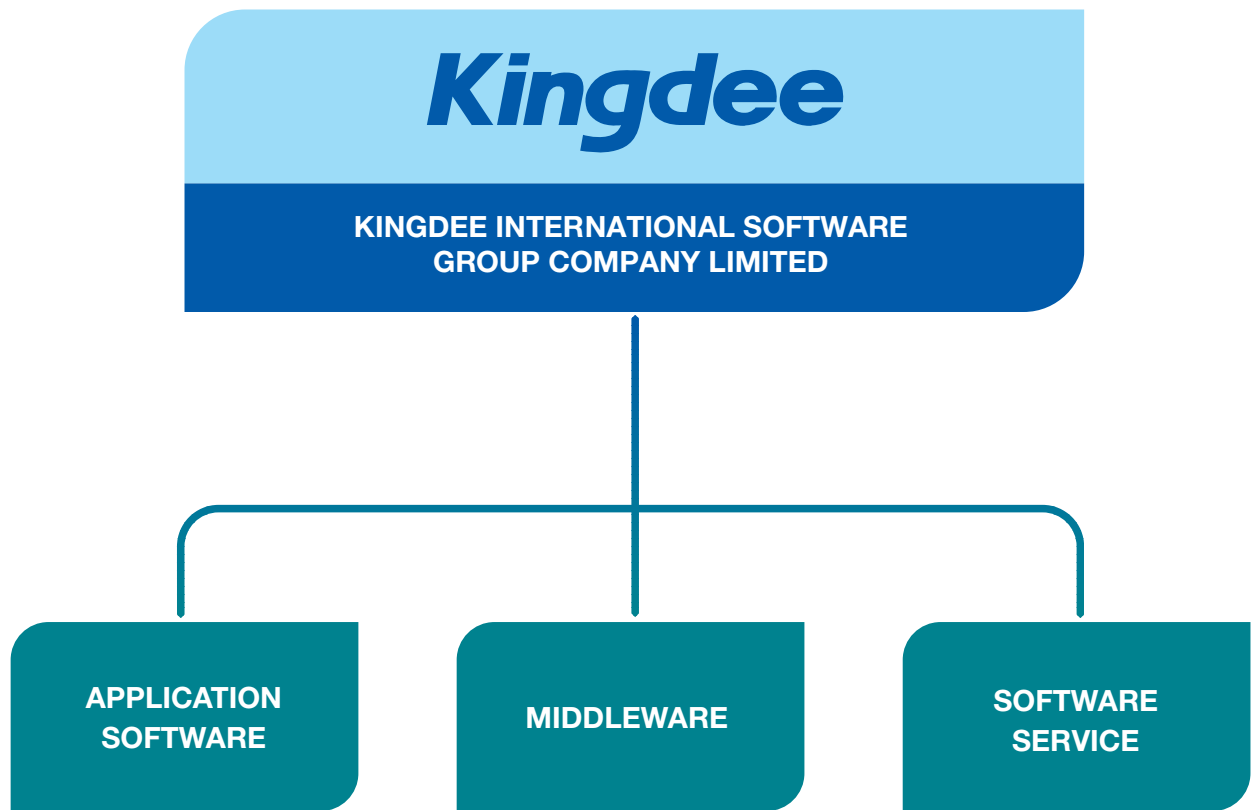 Kingdee
KINGDEE INTERNATIONAL SOFTWARE
GROUP COMPANY LIMITED
APPLICATION
SOFTWARE
MIDDLEWARE
SOFTWARE
SERVICE